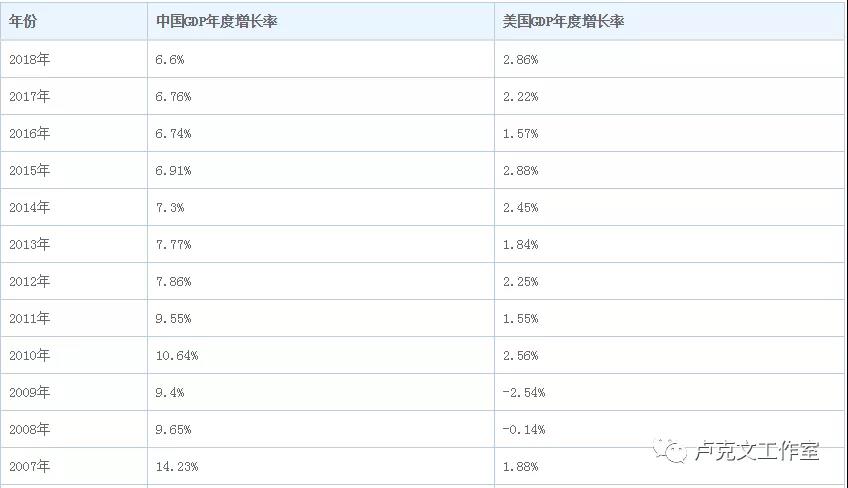 年份 中国GDP年度增长率 美国GDP年度增长率
2018年 6.6% 2.86%
2017年 6.76% 2.22%
2016年 6.74% 1.57%
2015年 6.91% 2.88%
2014年 7.3% 2.45%
2013年 7.77% 1.84%
2012年 7.86% 2.25%
2011年 9.55% 1.55%
2010年 10.64% 2.56%
2009年 9.4% -2.54%
2008年 9.65% -0.14%
2007年 14.23% 1.88%
卢克文工作室